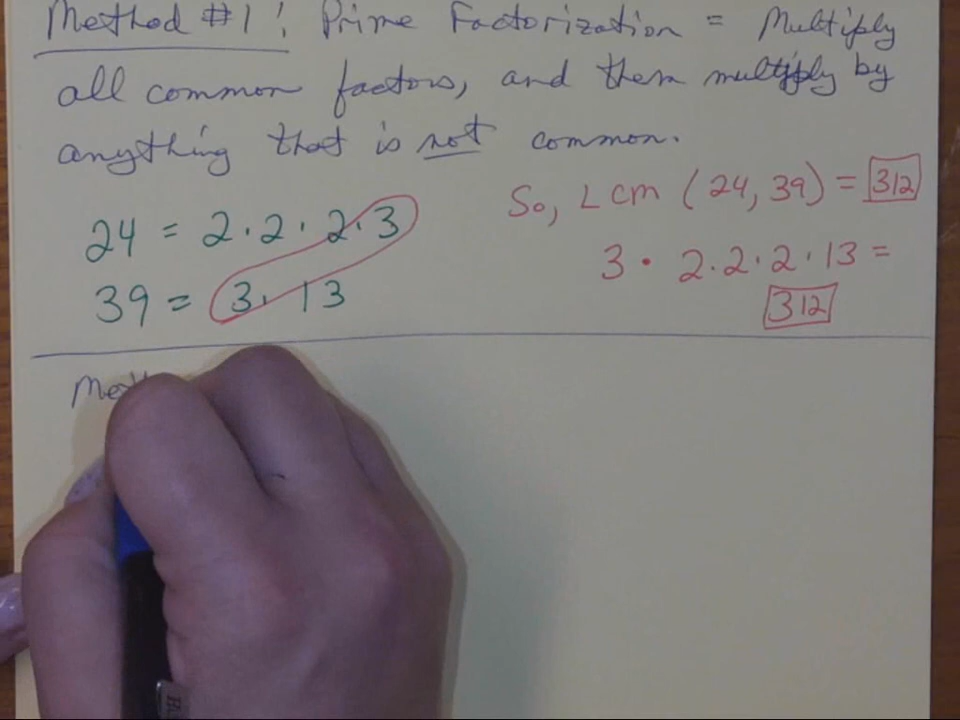 Method #1: Prime Factorization = Multiply
all common factors, and them multiply by
anything that is not common.
So, Lcm (24, 39) = 312
24 = 2.2.2.3
3 . 2.2.2.13 =
39 = 3. 13
312